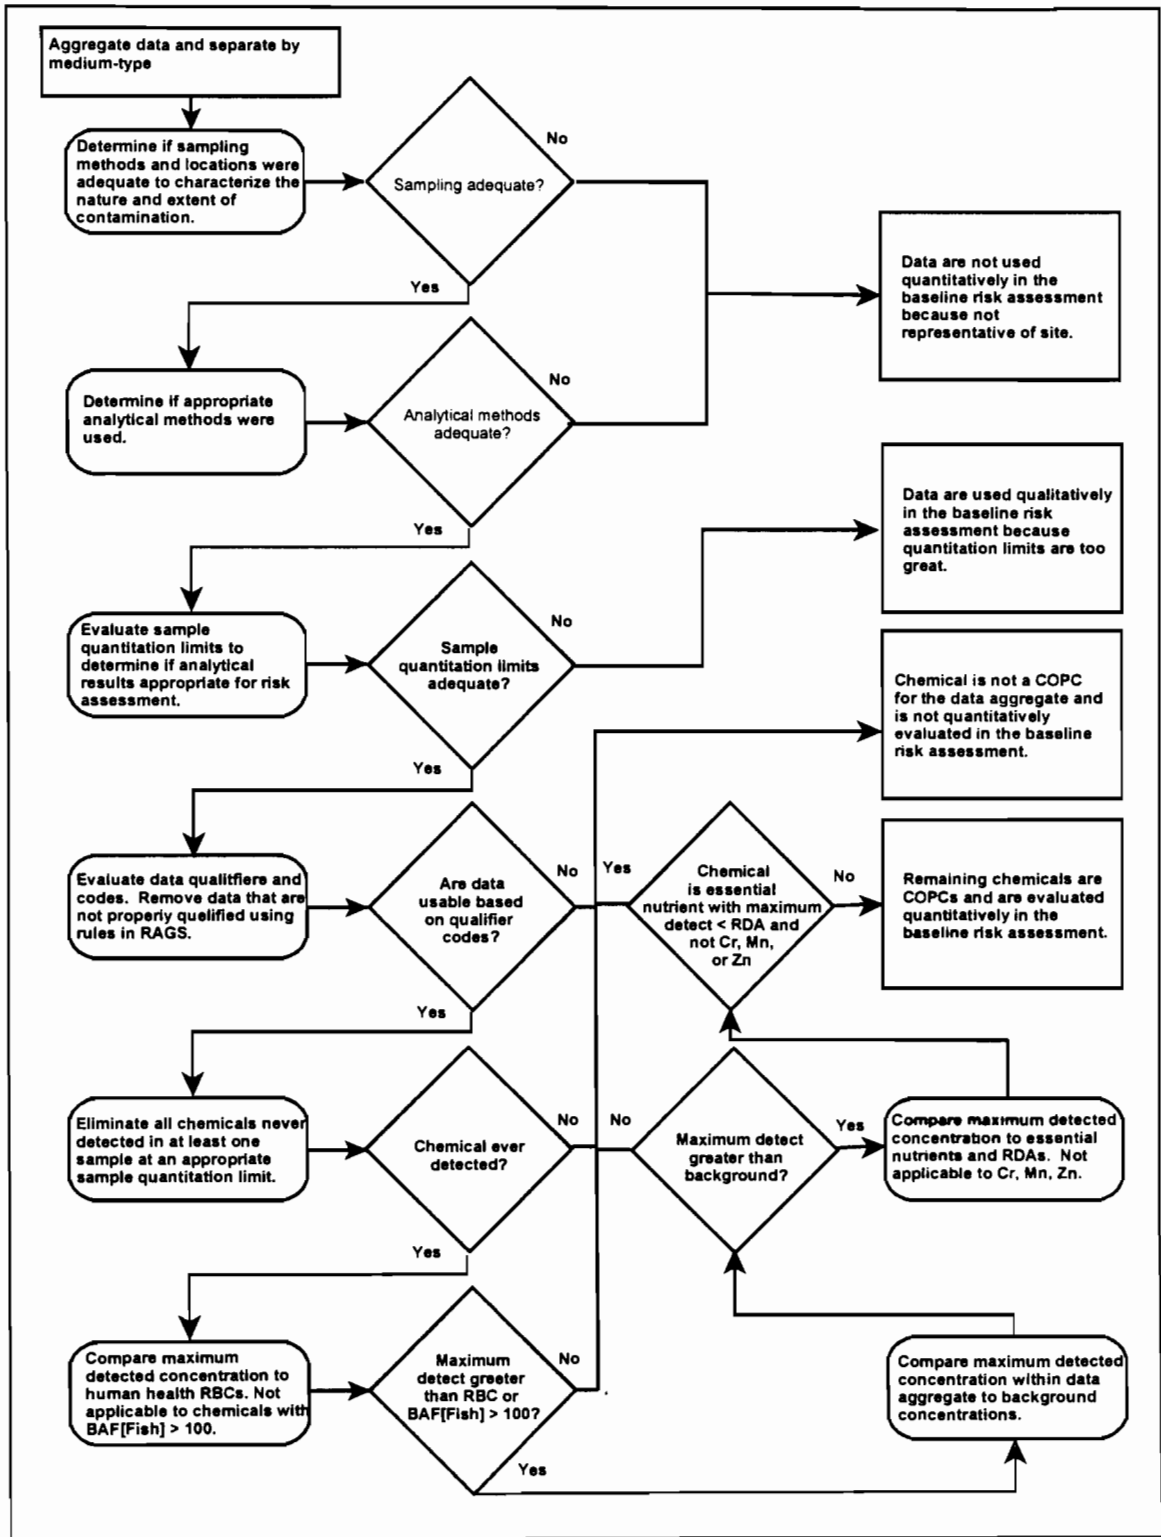 Aggregate data and separate by
medium-type
Determine if sampling
methods and locations were
adequate to characterize the
nature and extent of
contamination.
Sampling adequate?
No
Yes
Data are not used
quantitatively in the
baseline risk assessment
because not
representative of site.
Determine if appropriate
analytical methods were
used.
Analytical methods
adequate?
No
Yes
Data are used qualitatively
in the baseline risk
assessment because
quantitation limits are too
great.
Evaluate sample
quantitation limits to
determine if analytical
results appropriate for risk
assessment.
Sample
quantitation limits
adequate?
No
Yes
Chemical is not a COPC
for the data aggregate and
is not quantitatively
evaluated in the baseline
risk assessment.
Evaluate data qualitfiere and
codes. Remove data that are
not properly quelified using
rules in RAGS.
Are data
usable based
on qualifier
codes?
No
Yes
Yes
Chemical
is essential
nutrient with maximum
detect < RDA and
not Cr, Mn,
or Zn
No
Remaining chemicals are
COPCs and are evaluated
quantitatively in the
baseline risk assessment.
Eliminate all chemicals never
detected in at least one
sample at an appropriate
sample quantitation limit.
Chemical ever
detected?
No
Yes
No
Maximum detect
greater than
background?
Yes
Compare maximum detected
concentration to essential
nutrients and RDAs. Not
applicable to Cr, Mn, Zn.
Compare maximum
detected concentration to
human health RBCs. Not
applicable to chemicals with
BAF[Fish] > 100.
Maximum
detect greeter
than RBC or
BAF[Fish] > 100?
No
Yes
Compare maximum detected
concentration within data
aggregate to background
concentrations.